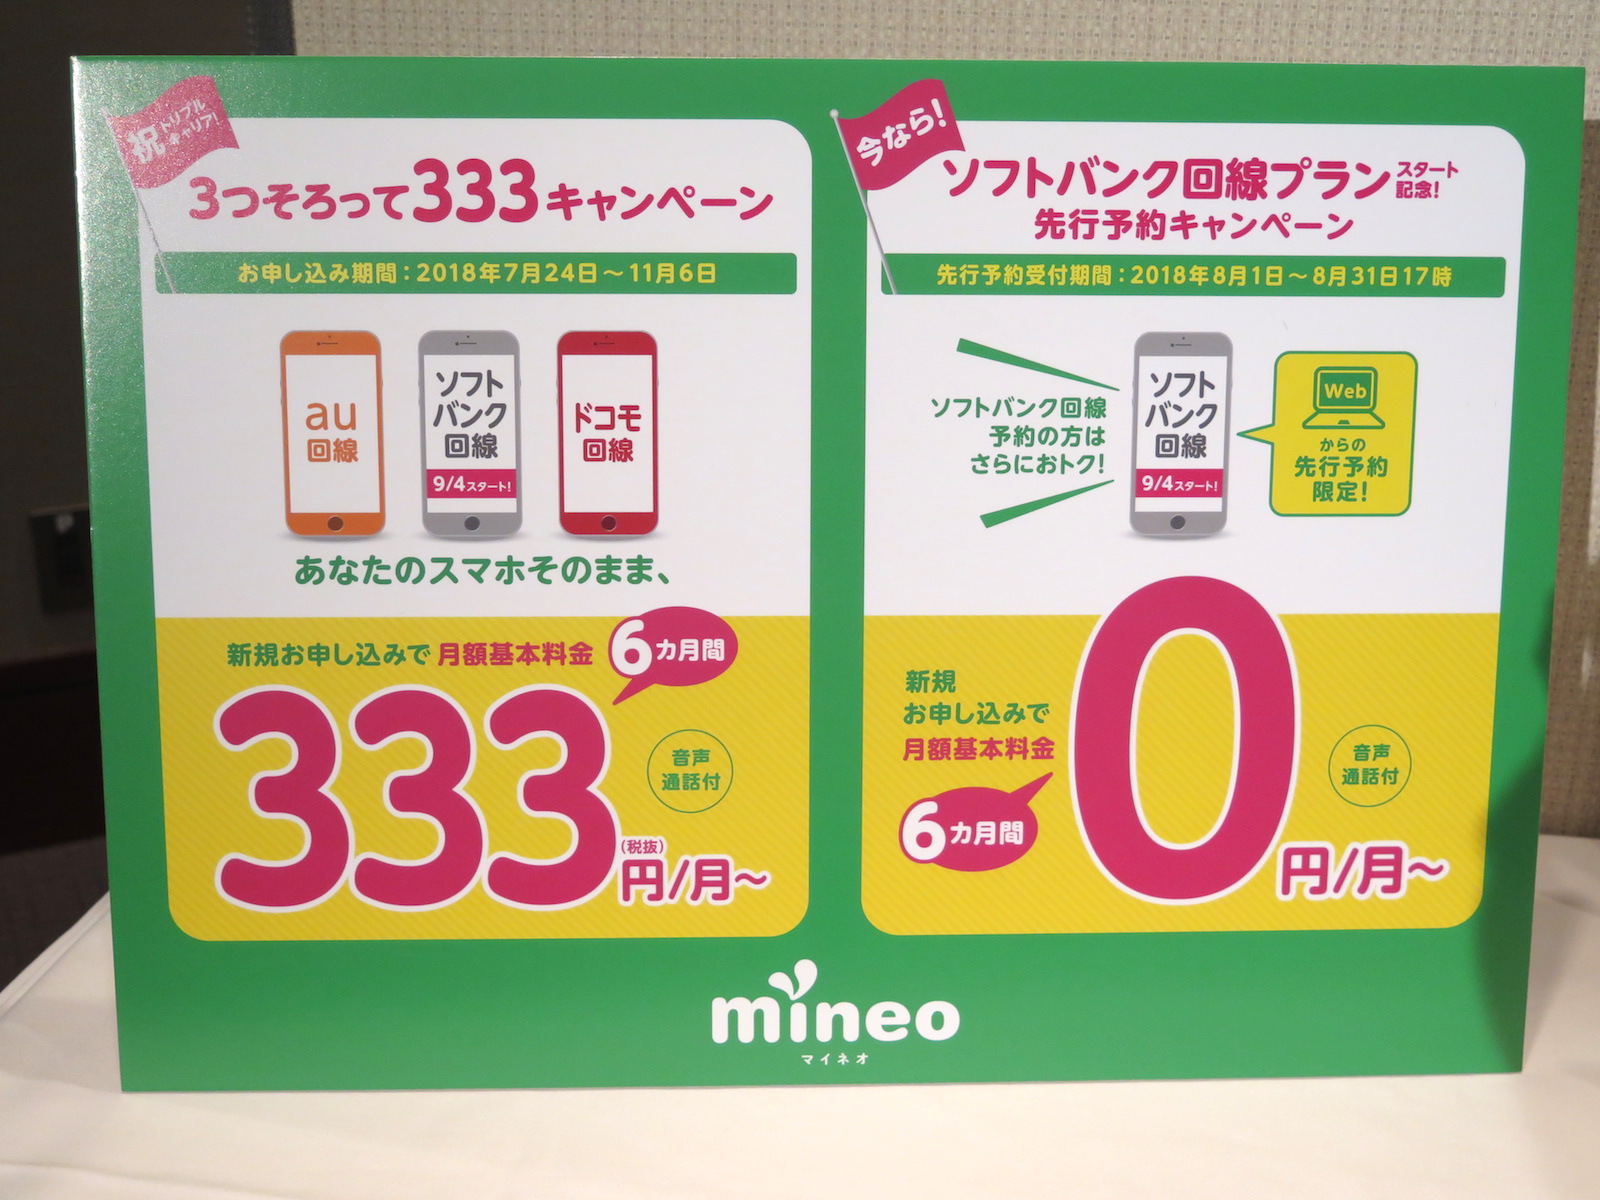 祝トリプル
キャリア!
3つそろって333キャンペーン
お申し込み期間：2018年7月24日～11月6日
au
回線
ソフト
バンク
回線
9/4スタート!
ドコモ
回線
あなたのスマホそのまま、
新規お申し込みで月額基本料金
6カ月間
333
(税抜)
円/月～
音声
通話付
今なら!
ソフトバンク回線プランスタート
記念!
先行予約キャンペーン
先行予約受付期間：2018年8月1日～8月31日17時
ソフトバンク回線
予約の方は
さらにおトク!
ソフト
バンク
回線
9/4スタート!
Web
からの
先行予約
限定!
新規
お申し込みで
月額基本料金
6カ月間
0
円/月～
音声
通話付
mineo
マイネオ